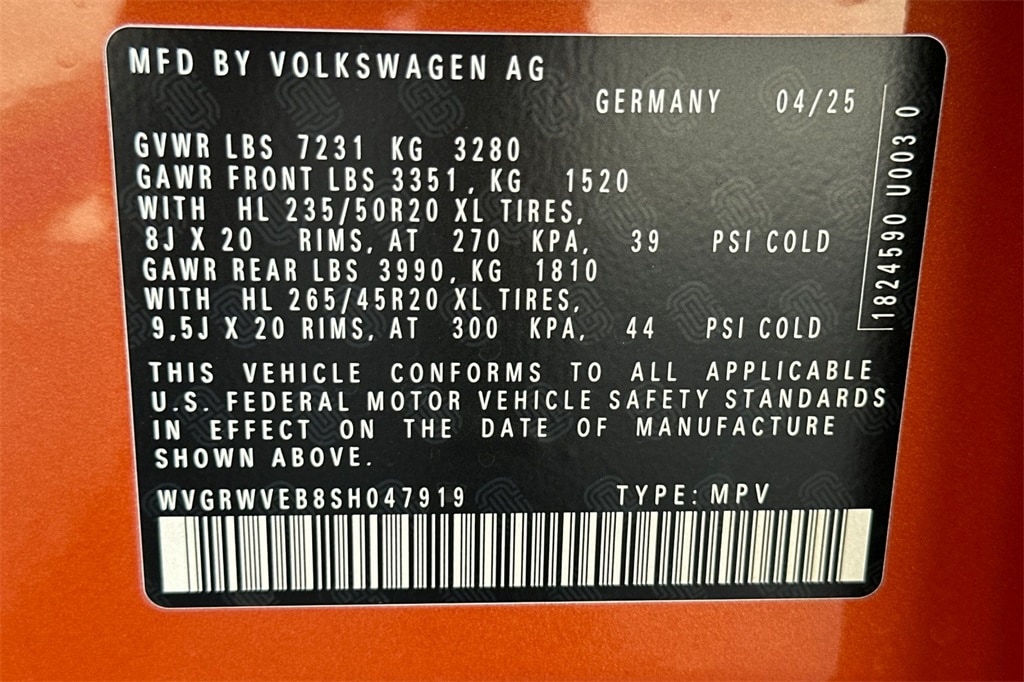 MFD BY VOLKSWAGEN AG
GERMANY 04/25
GVWR LBS 7231 KG 3280
GAWR FRONT LBS 3351, KG 1520
WITH HL 235/50R20 XL TIRES,
8J X 20 RIMS, AT 270 KPA, 39 PSI COLD
GAWR REAR LBS 3990, KG 1810
WITH HL 265/45R20 XL TIRES,
9,5J X 20 RIMS, AT 300 KPA, 44 PSI COLD
1824590 U003 0
THIS VEHICLE CONFORMS TO ALL APPLICABLE
U.S. FEDERAL MOTOR VEHICLE SAFETY STANDARDS
IN EFFECT ON THE DATE OF MANUFACTURE
SHOWN ABOVE.
WVGRWVEB8SH047919 TYPE: MPV